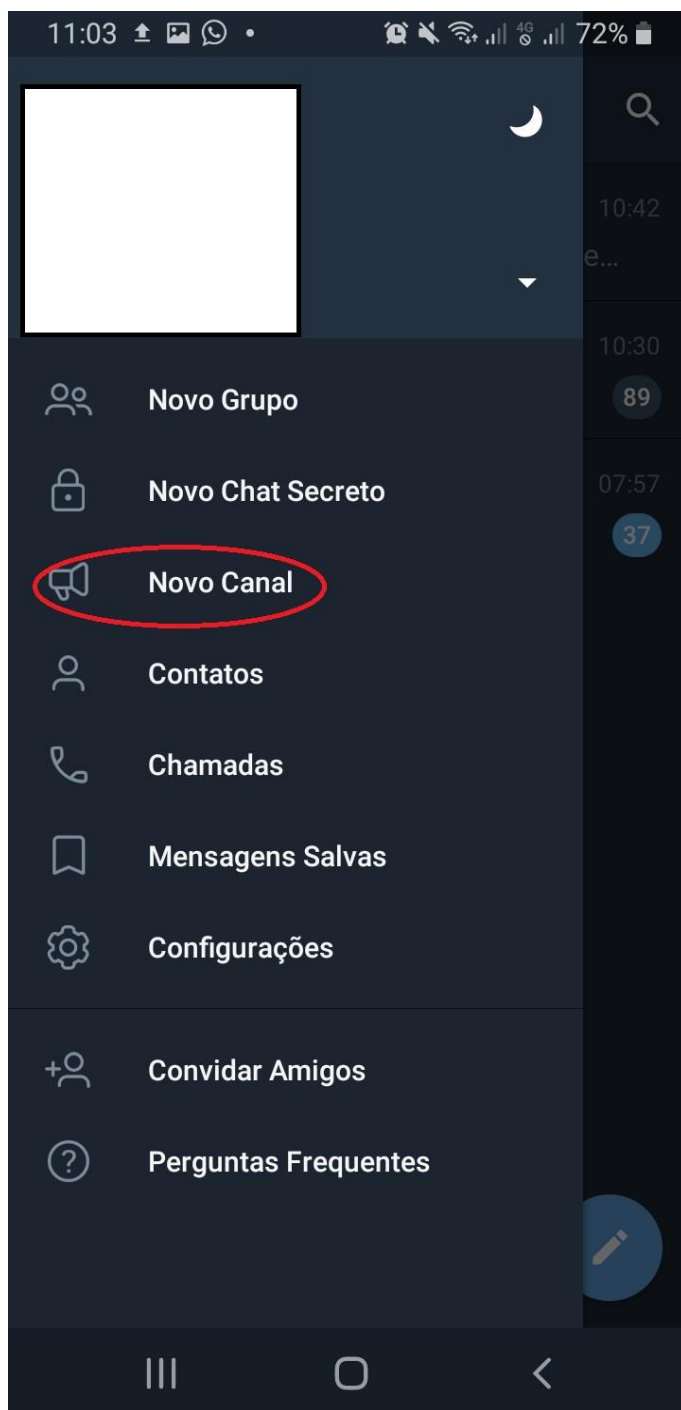 11:03 4G 72%
10:42
e...
10:30
89
07:57
37
Novo Grupo
Novo Chat Secreto
Novo Canal
Contatos
Chamadas
Mensagens Salvas
Configurações
Convidar Amigos
Perguntas Frequentes